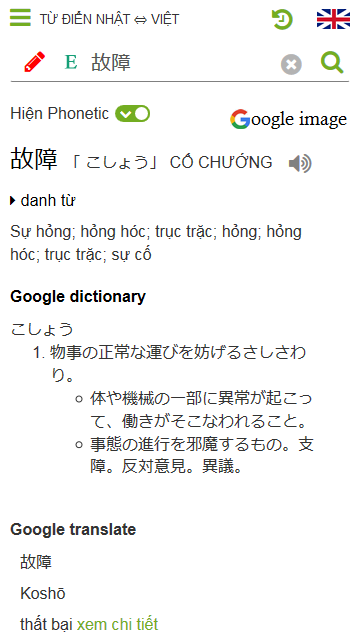 TỪ ĐIỂN NHẬT ⇔ VIỆT
E 故障
Hiện Phonetic
Google image
故障 「 こしょう」 CỐ CHƯỚNG
danh từ
Sự hỏng; hỏng hóc; trục trặc; hỏng; hỏng
hóc; trục trặc; sự cố
Google dictionary
こしょう
1. 物事の正常な運びを妨げるさしさわ
り。
体や機械の一部に異常が起こっ
て、働きがそこなわれること。
事態の進行を邪魔するもの。支
障。反対意見。異議。
Google translate
故障
Koshō
thất bại xem chi tiết